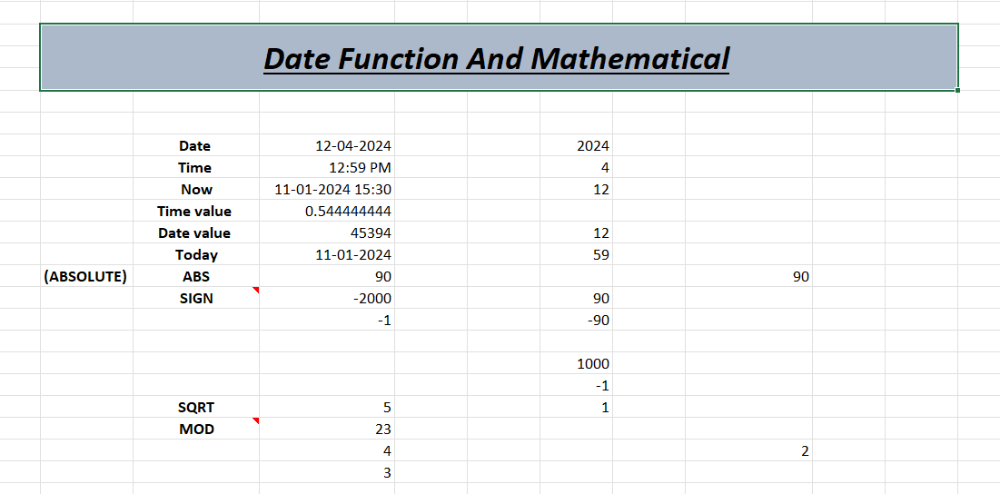 Date Function And Mathematical
Date 12-04-2024 2024
Time 12:59 PM 4
Now 11-01-2024 15:30 12
Time value 0.544444444
Date value 45394 12
Today 11-01-2024 59
(ABSOLUTE) ABS 90 90
SIGN -2000 90
-1 -90
1000
-1
SQRT 5 1
MOD 23
4 2
3